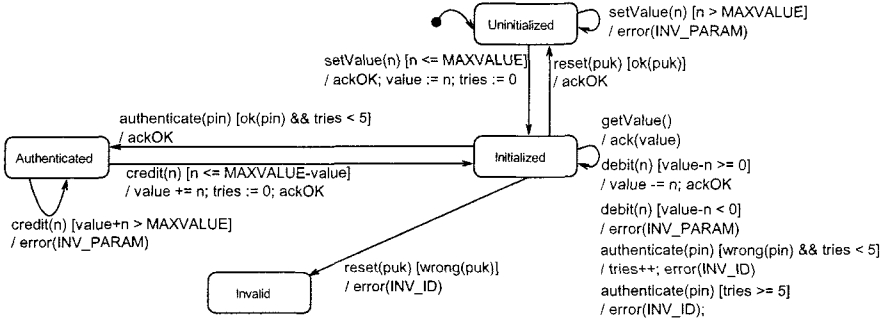 Uninitialized
setValue(n) [n > MAXVALUE]
/ error(INV_PARAM)
setValue(n) [n <= MAXVALUE]
/ ackOK; value := n; tries := 0
reset(puk) [ok(puk)]
/ ackOK
authenticate(pin) [ok(pin) && tries < 5]
/ ackOK
Authenticated
credit(n) [n <= MAXVALUE-value]
/ value += n; tries := 0; ackOK
Initialized
getValue()
/ ack(value)
debit(n) [value-n >= 0]
/ value -= n; ackOK
debit(n) [value-n < 0]
/ error(INV_PARAM)
authenticate(pin) [wrong(pin) && tries < 5]
/ tries++; error(INV_ID)
authenticate(pin) [tries >= 5]
/ error(INV_ID);
credit(n) [value+n > MAXVALUE]
/ error(INV_PARAM)
reset(puk) [wrong(puk)]
/ error(INV_ID)
Invalid